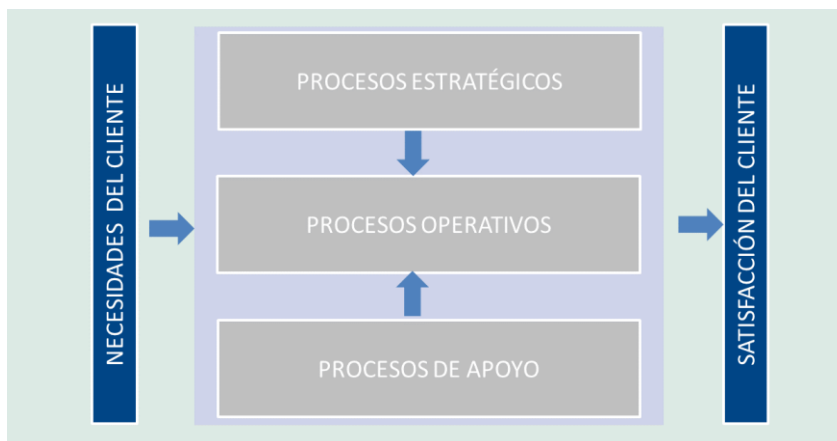 NECESIDADES DEL CLIENTE
PROCESOS ESTRATÉGICOS
PROCESOS OPERATIVOS
PROCESOS DE APOYO
SATISFACCIÓN DEL CLIENTE